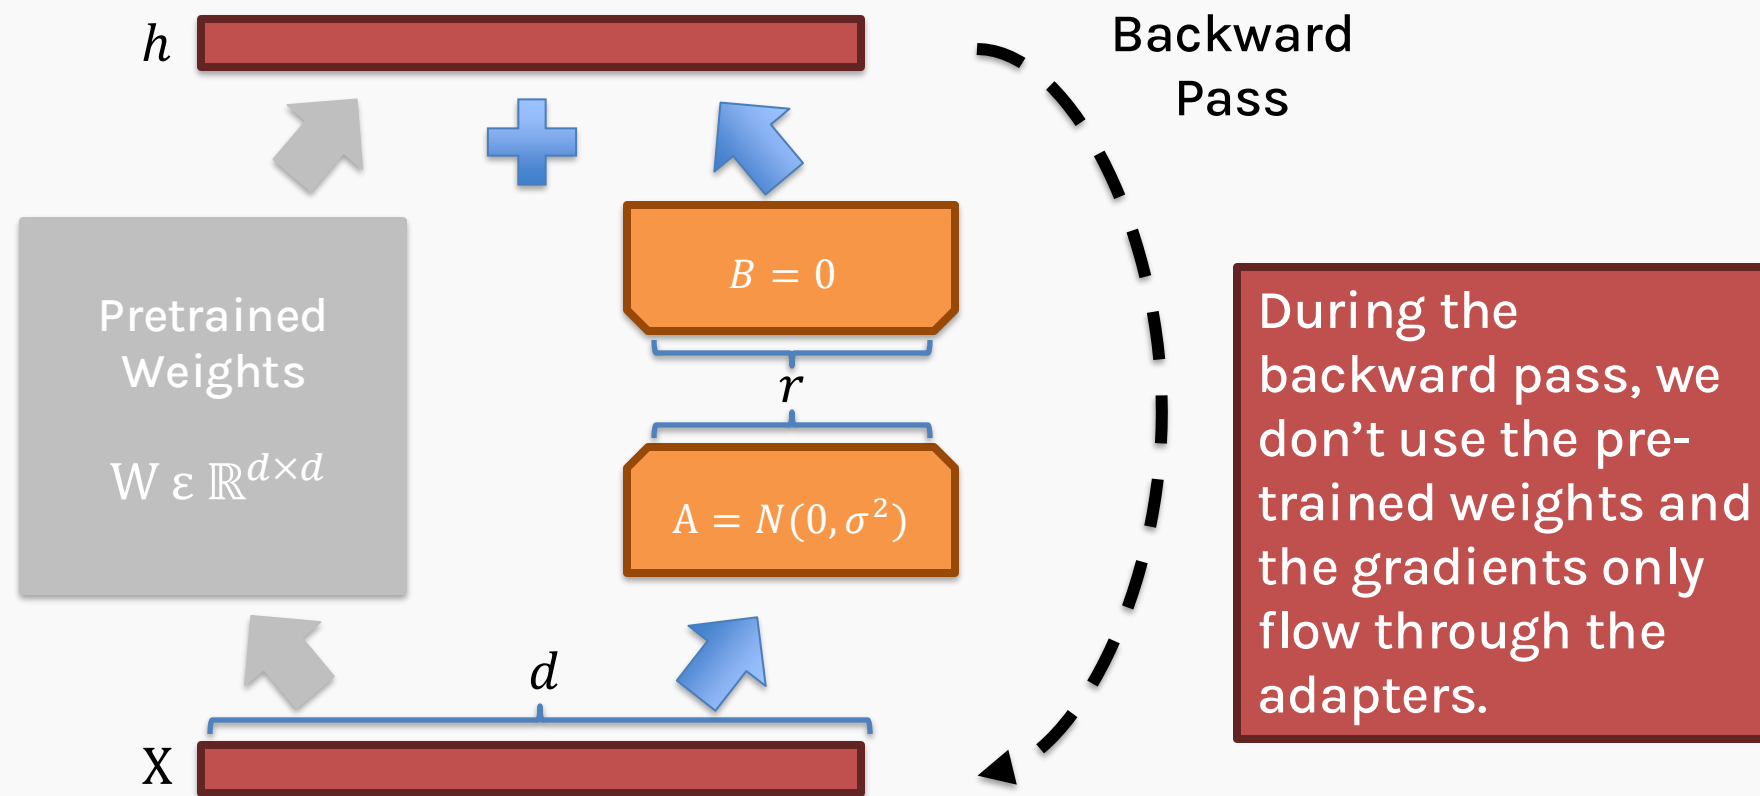 h
Backward
Pass
Pretrained
Weights
W ε ℝ^{d×d}
B = 0
r
A = N(0, σ²)
d
X
During the
backward pass, we
don’t use the pre-
trained weights and
the gradients only
flow through the
adapters.